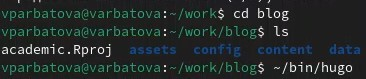 vparbatova@varbatova:~/work$ cd blog
vparbatova@varbatova:~/work/blog$ ls
academic.Rproj  assets  config  content  data
vparbatova@varbatova:~/work/blog$ ~/bin/hugo